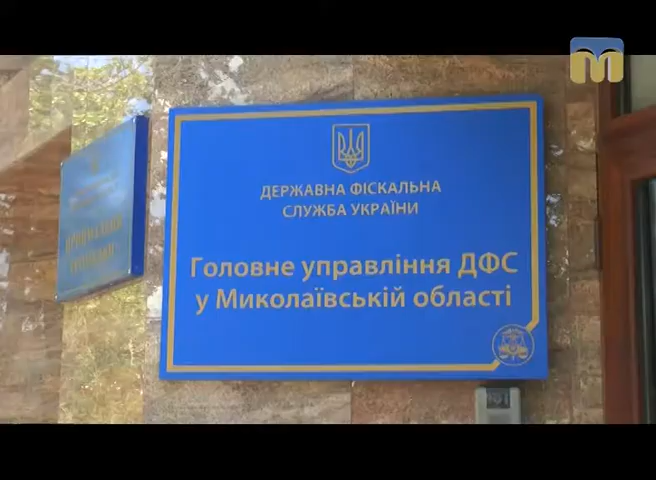 ДЕРЖАВНА ФІСКАЛЬНА
СЛУЖБА УКРАЇНИ
Головне управління ДФС
у Миколаївській області